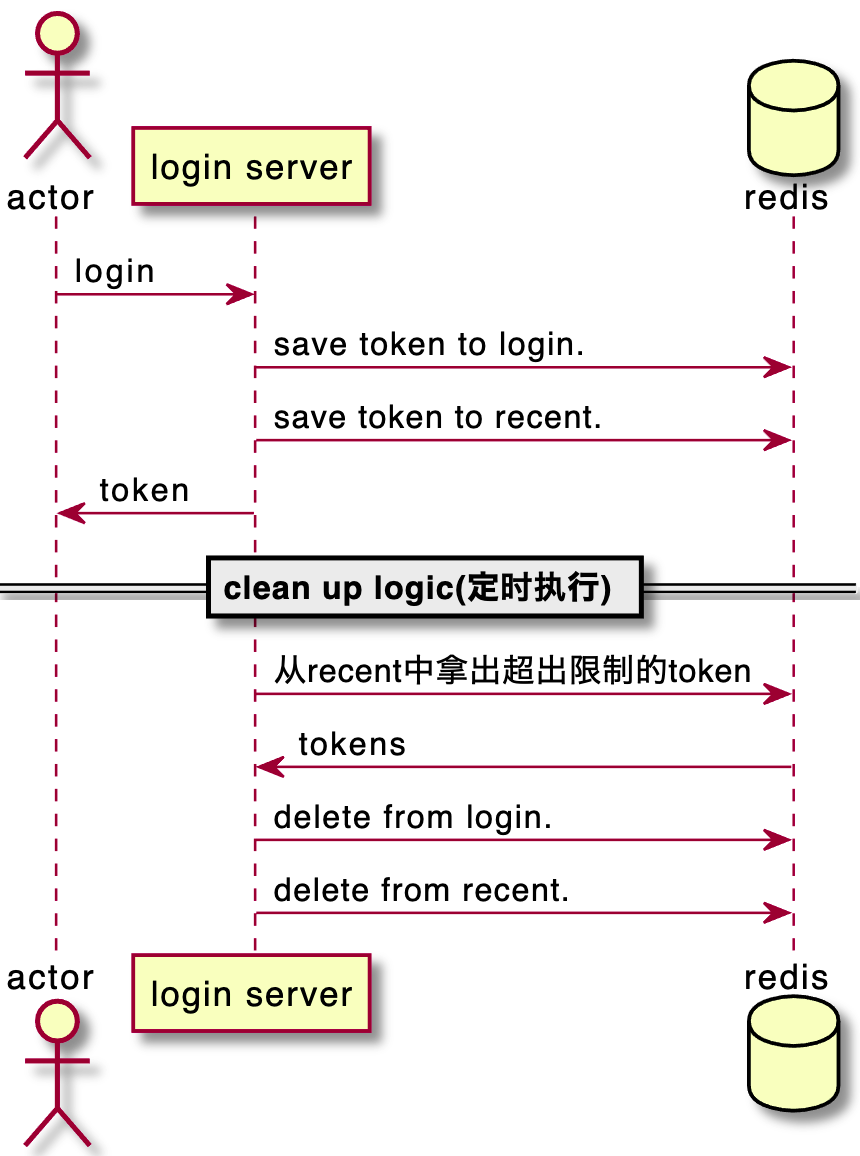 actor
login server
redis
login
save token to login.
save token to recent.
token
clean up logic(定时执行)
从recent中拿出超出限制的token
tokens
delete from login.
delete from recent.
actor
login server
redis